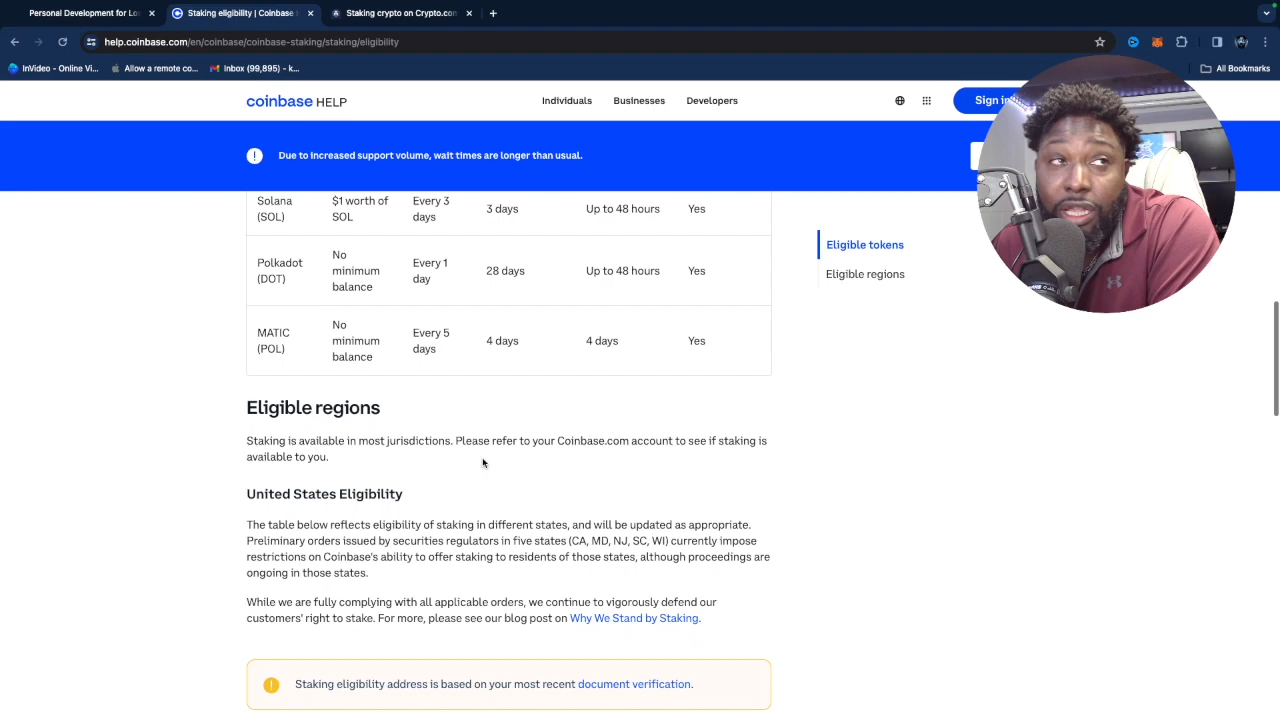 Personal Development for Lo
Staking eligibility | Coinbase H
Staking crypto on Crypto.con
help.coinbase.com/en/coinbase/coinbase-staking/staking/eligibility
InVideo - Online Vi...
Allow a remote co...
Inbox (99,895) - k...
All Bookmarks
coinbase HELP
Individuals
Businesses
Developers
Sign in
Due to increased support volume, wait times are longer than usual.
Solana
(SOL)
$1 worth of
SOL
Every 3
days
3 days
Up to 48 hours
Yes
Polkadot
(DOT)
No
minimum
balance
Every 1
day
28 days
Up to 48 hours
Yes
MATIC
(POL)
No
minimum
balance
Every 5
days
4 days
4 days
Yes
Eligible tokens
Eligible regions
Eligible regions
Staking is available in most jurisdictions. Please refer to your Coinbase.com account to see if staking is
available to you.
United States Eligibility
The table below reflects eligibility of staking in different states, and will be updated as appropriate.
Preliminary orders issued by securities regulators in five states (CA, MD, NJ, SC, WI) currently impose
restrictions on Coinbase's ability to offer staking to residents of those states, although proceedings are
ongoing in those states.
While we are fully complying with all applicable orders, we continue to vigorously defend our
customers' right to stake. For more, please see our blog post on Why We Stand by Staking.
Staking eligibility address is based on your most recent document verification.